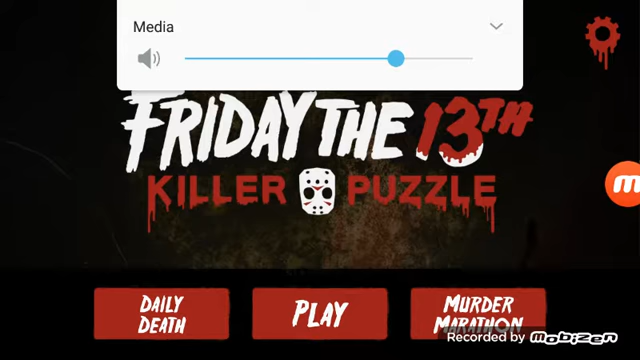 Media
FRIDAY THE 13TH
KILLER PUZZLE
DAILY
DEATH
PLAY
MURDER
MARATHON
Recorded by mobizen